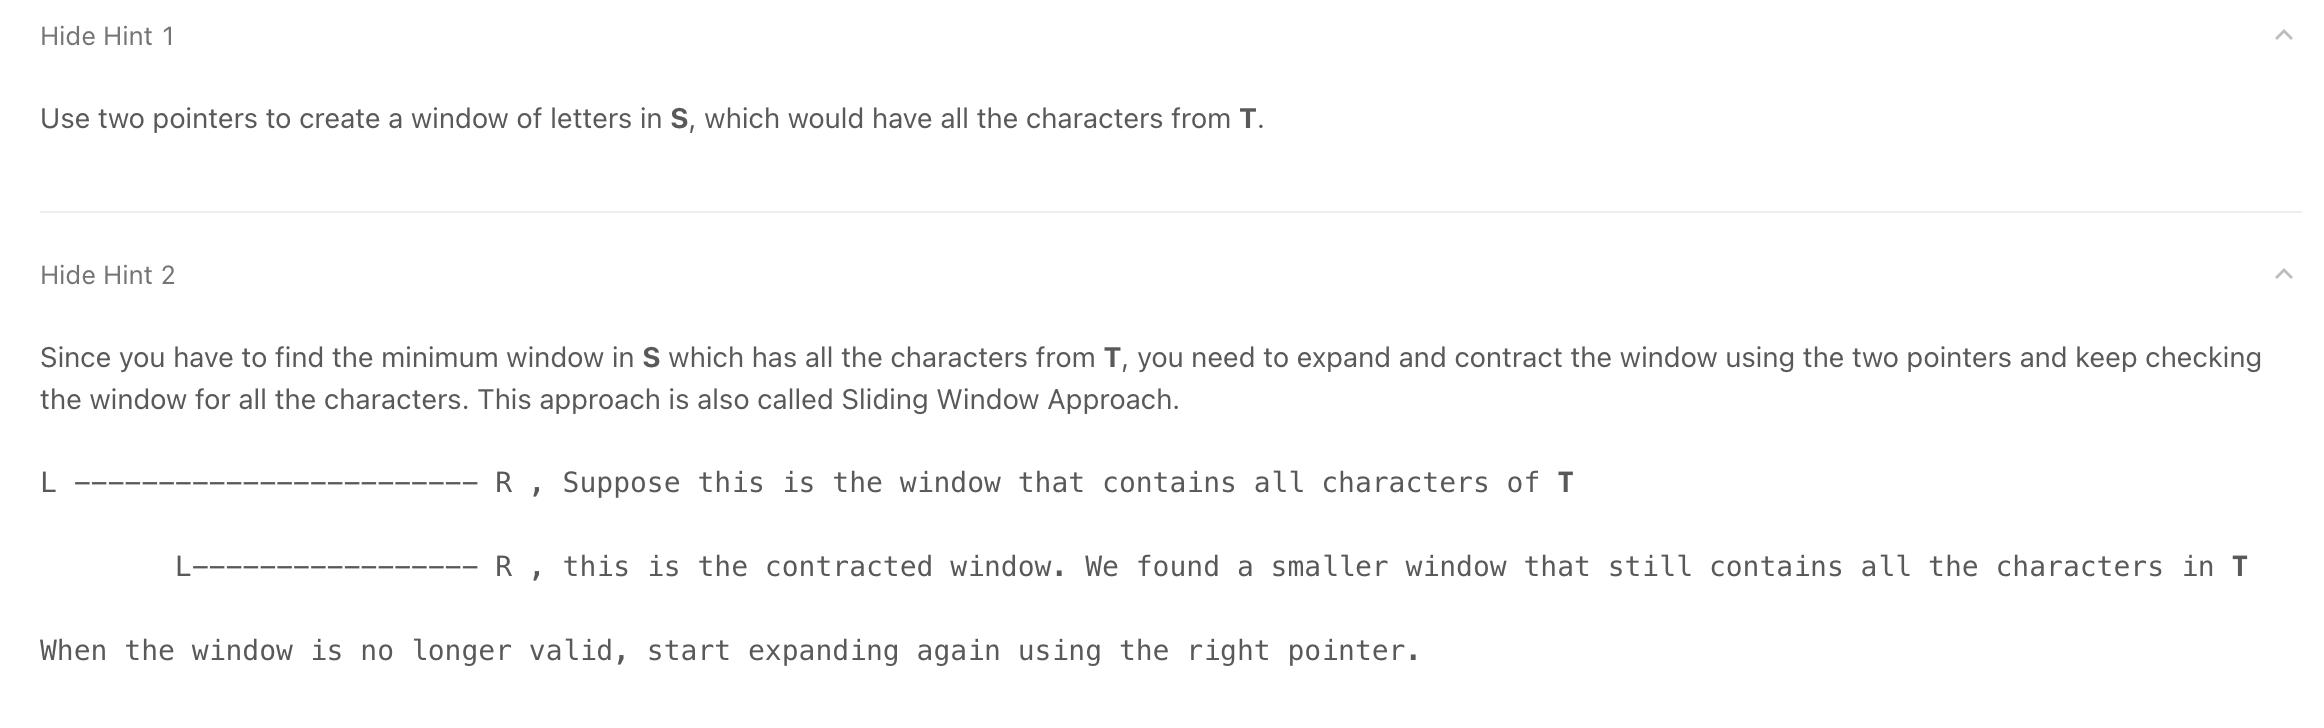 Hide Hint 1
Use two pointers to create a window of letters in S, which would have all the characters from T.
Hide Hint 2
Since you have to find the minimum window in S which has all the characters from T, you need to expand and contract the window using the two pointers and keep checking
the window for all the characters. This approach is also called Sliding Window Approach.
L ------------------------ R , Suppose this is the window that contains all characters of T
L----------------- R , this is the contracted window. We found a smaller window that still contains all the characters in T
When the window is no longer valid, start expanding again using the right pointer.